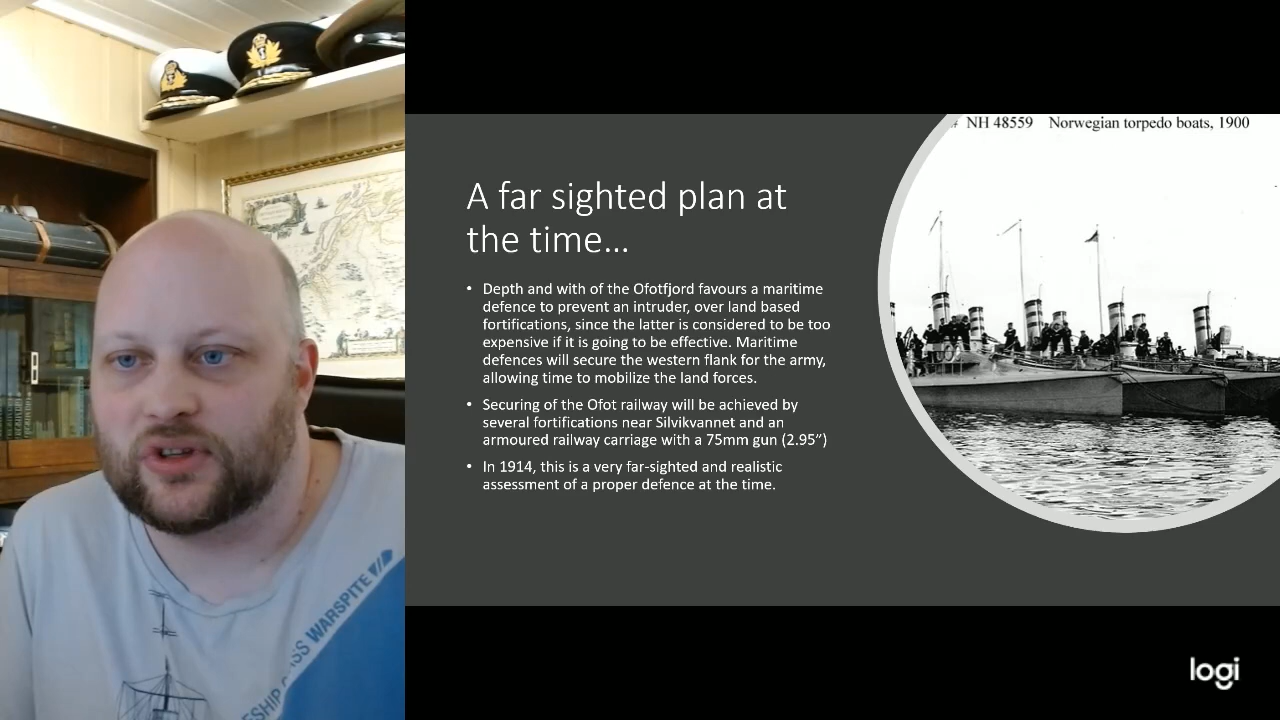 NH 48559 Norwegian torpedo boats, 1900
A far sighted plan at
the time...
• Depth and with of the Ofotfjord favours a maritime
defence to prevent an intruder, over land based
fortifications, since the latter is considered to be too
expensive if it is going to be effective. Maritime
defences will secure the western flank for the army,
allowing time to mobilize the land forces.
• Securing of the Ofot railway will be achieved by
several fortifications near Silvikvannet and an
armoured railway carriage with a 75mm gun (2.95”)
• In 1914, this is a very far-sighted and realistic
assessment of a proper defence at the time.
WARSPITE
logi